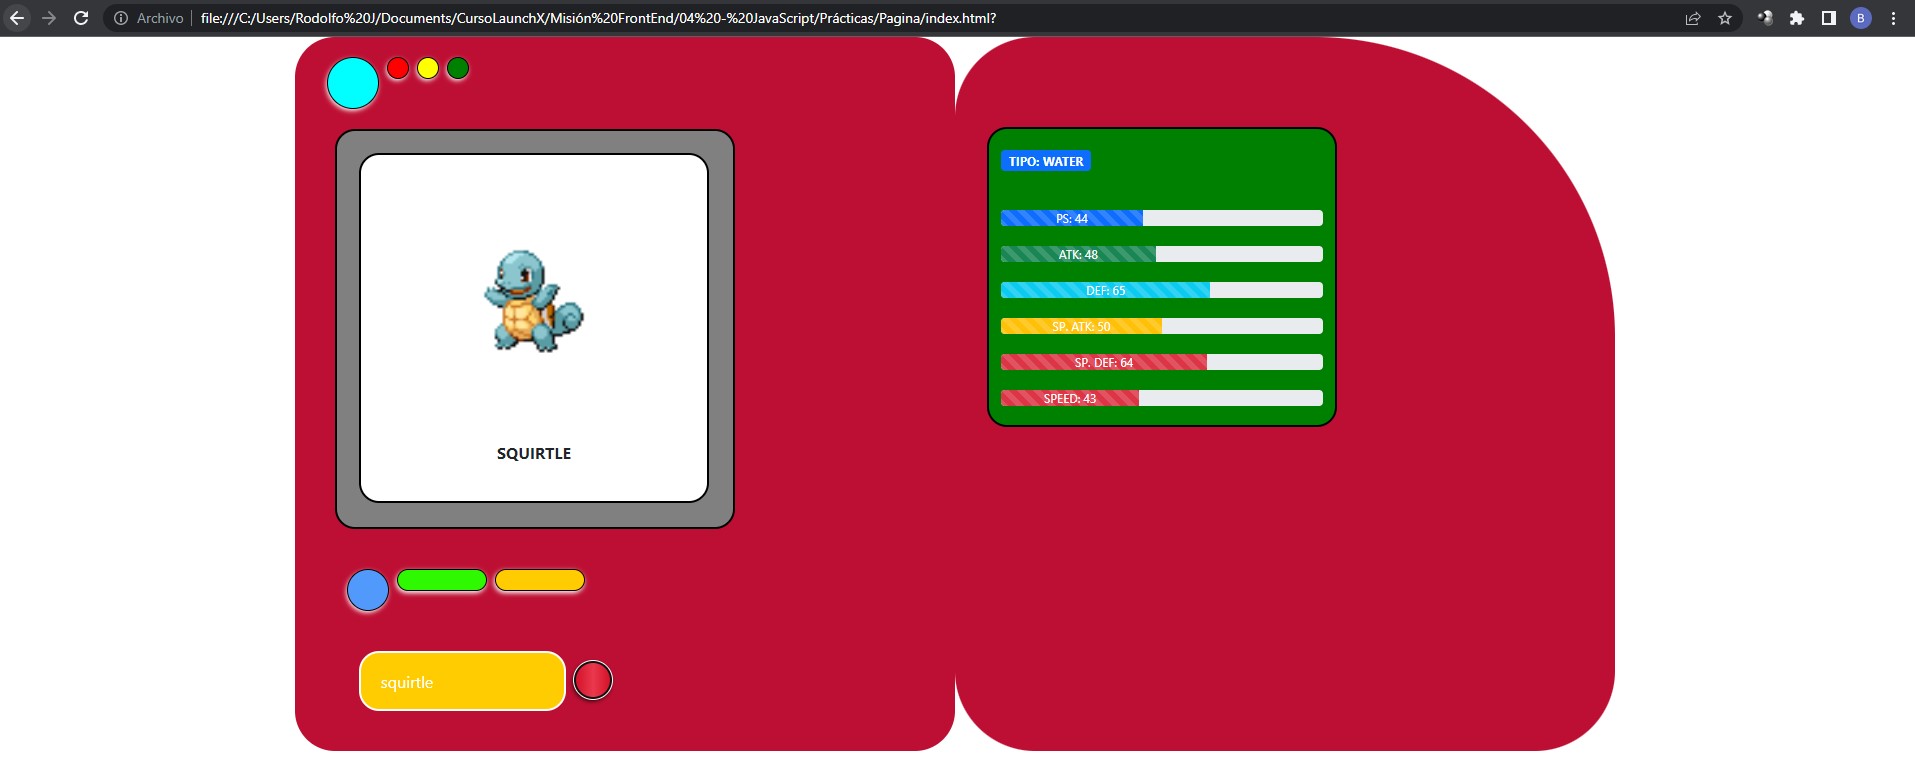 Archivo
file:///C:/Users/Rodolfo%20J/Documents/CursoLaunchX/Misión%20FrontEnd/04%20-%20JavaScript/Prácticas/Pagina/index.html?
B
SQUIRTLE
squirtle
TIPO: WATER
PS: 44
ATK: 48
DEF: 65
SP. ATK: 50
SP. DEF: 64
SPEED: 43